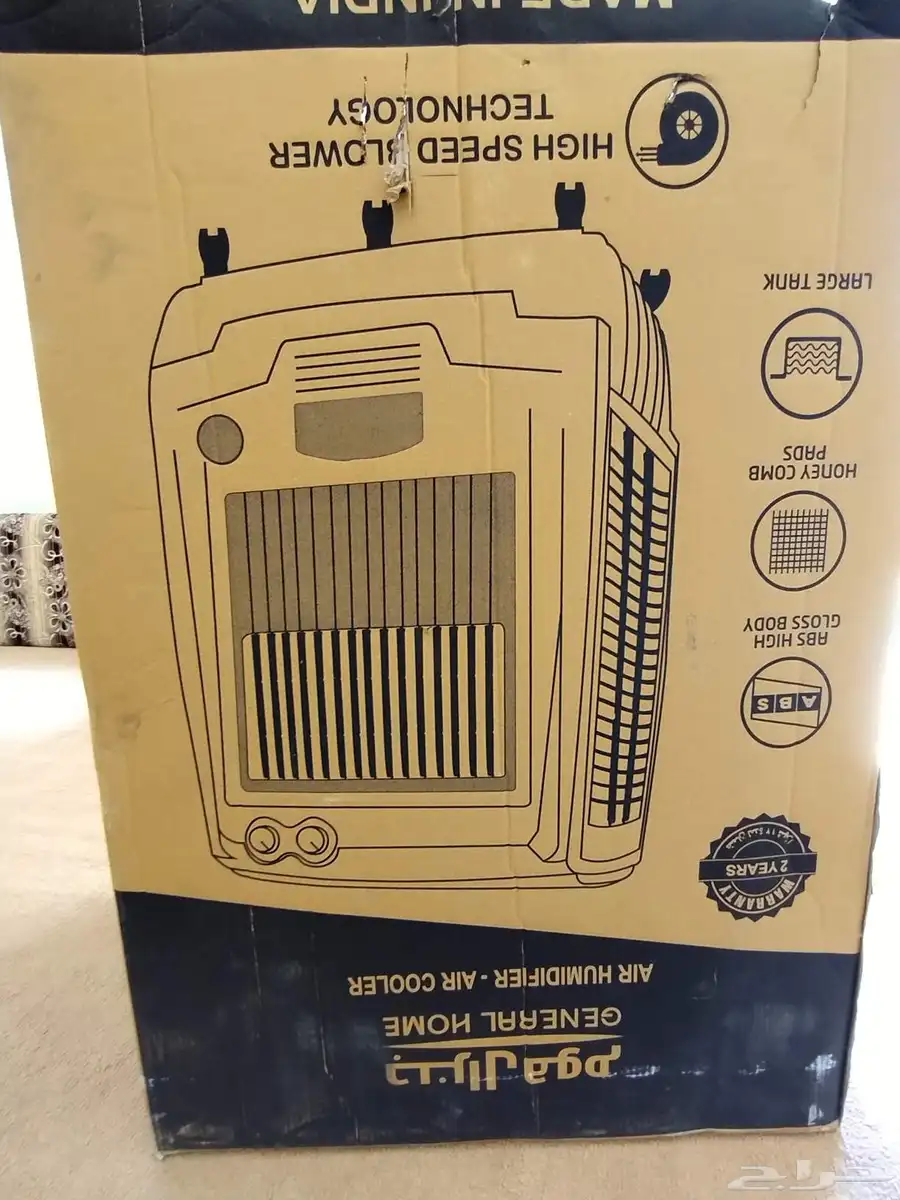 جنرال هوم
GENERAL HOME
AIR HUMIDIFIER - AIR COOLER
WARRANTY
2 YEARS
ABS
ABS HIGH
GLOSS BODY
HONEY COMB
PADS
LARGE TANK
HIGH SPEED BLOWER
TECHNOLOGY
MADE IN INDIA
حراج